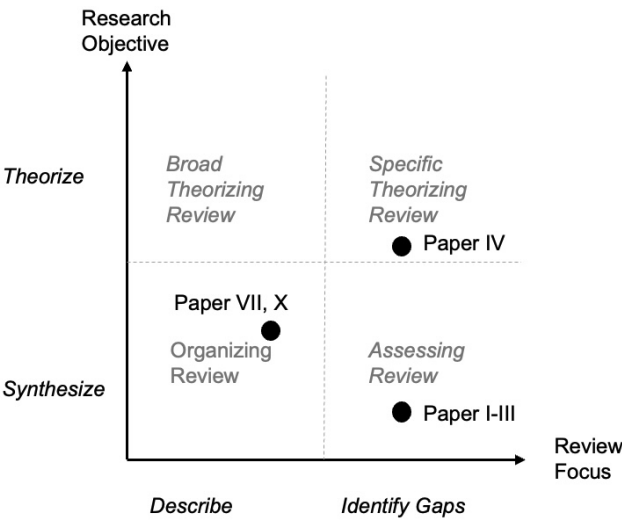 Research
Objective
Theorize
Broad
Theorizing
Review
Specific
Theorizing
Review
Paper IV
Paper VII, X
Organizing
Review
Assessing
Review
Synthesize
Paper I-III
Review
Focus
Describe
Identify Gaps